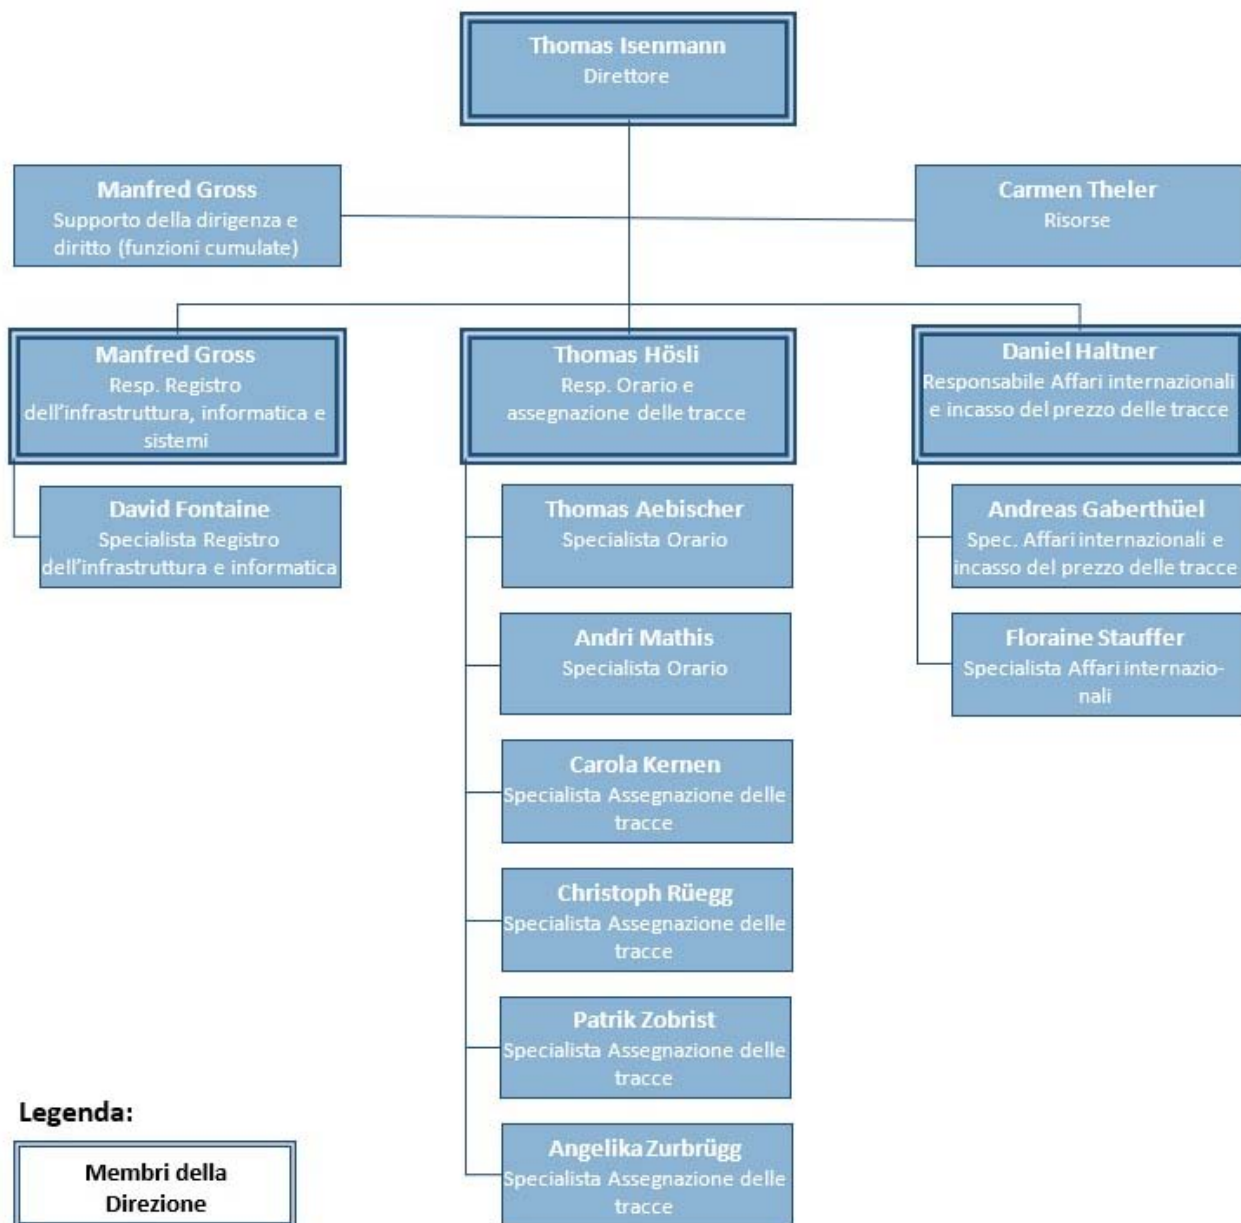 Thomas Isenmann
Direttore
Manfred Gross
Supporto della dirigenza e
diritto (funzioni cumulate)
Carmen Theler
Risorse
Manfred Gross
Resp. Registro
dell'infrastruttura, informatica e
sistemi
Thomas Hösli
Resp. Orario e
assegnazione delle tracce
Daniel Haltner
Responsabile Affari internazionali
e incasso del prezzo delle tracce
David Fontaine
Specialista Registro
dell'infrastruttura e informatica
Thomas Aebischer
Specialista Orario
Andri Mathis
Specialista Orario
Carola Kernen
Specialista Assegnazione delle
tracce
Christoph Rüegg
Specialista Assegnazione delle
tracce
Patrik Zobrist
Specialista Assegnazione delle
tracce
Angelika Zurbrügg
Specialista Assegnazione delle
tracce
Andreas Gaberthüel
Spec. Affari internazionali e
incasso del prezzo delle tracce
Floraine Stauffer
Specialista Affari internazio-
nali
Legenda:
Membri della
Direzione